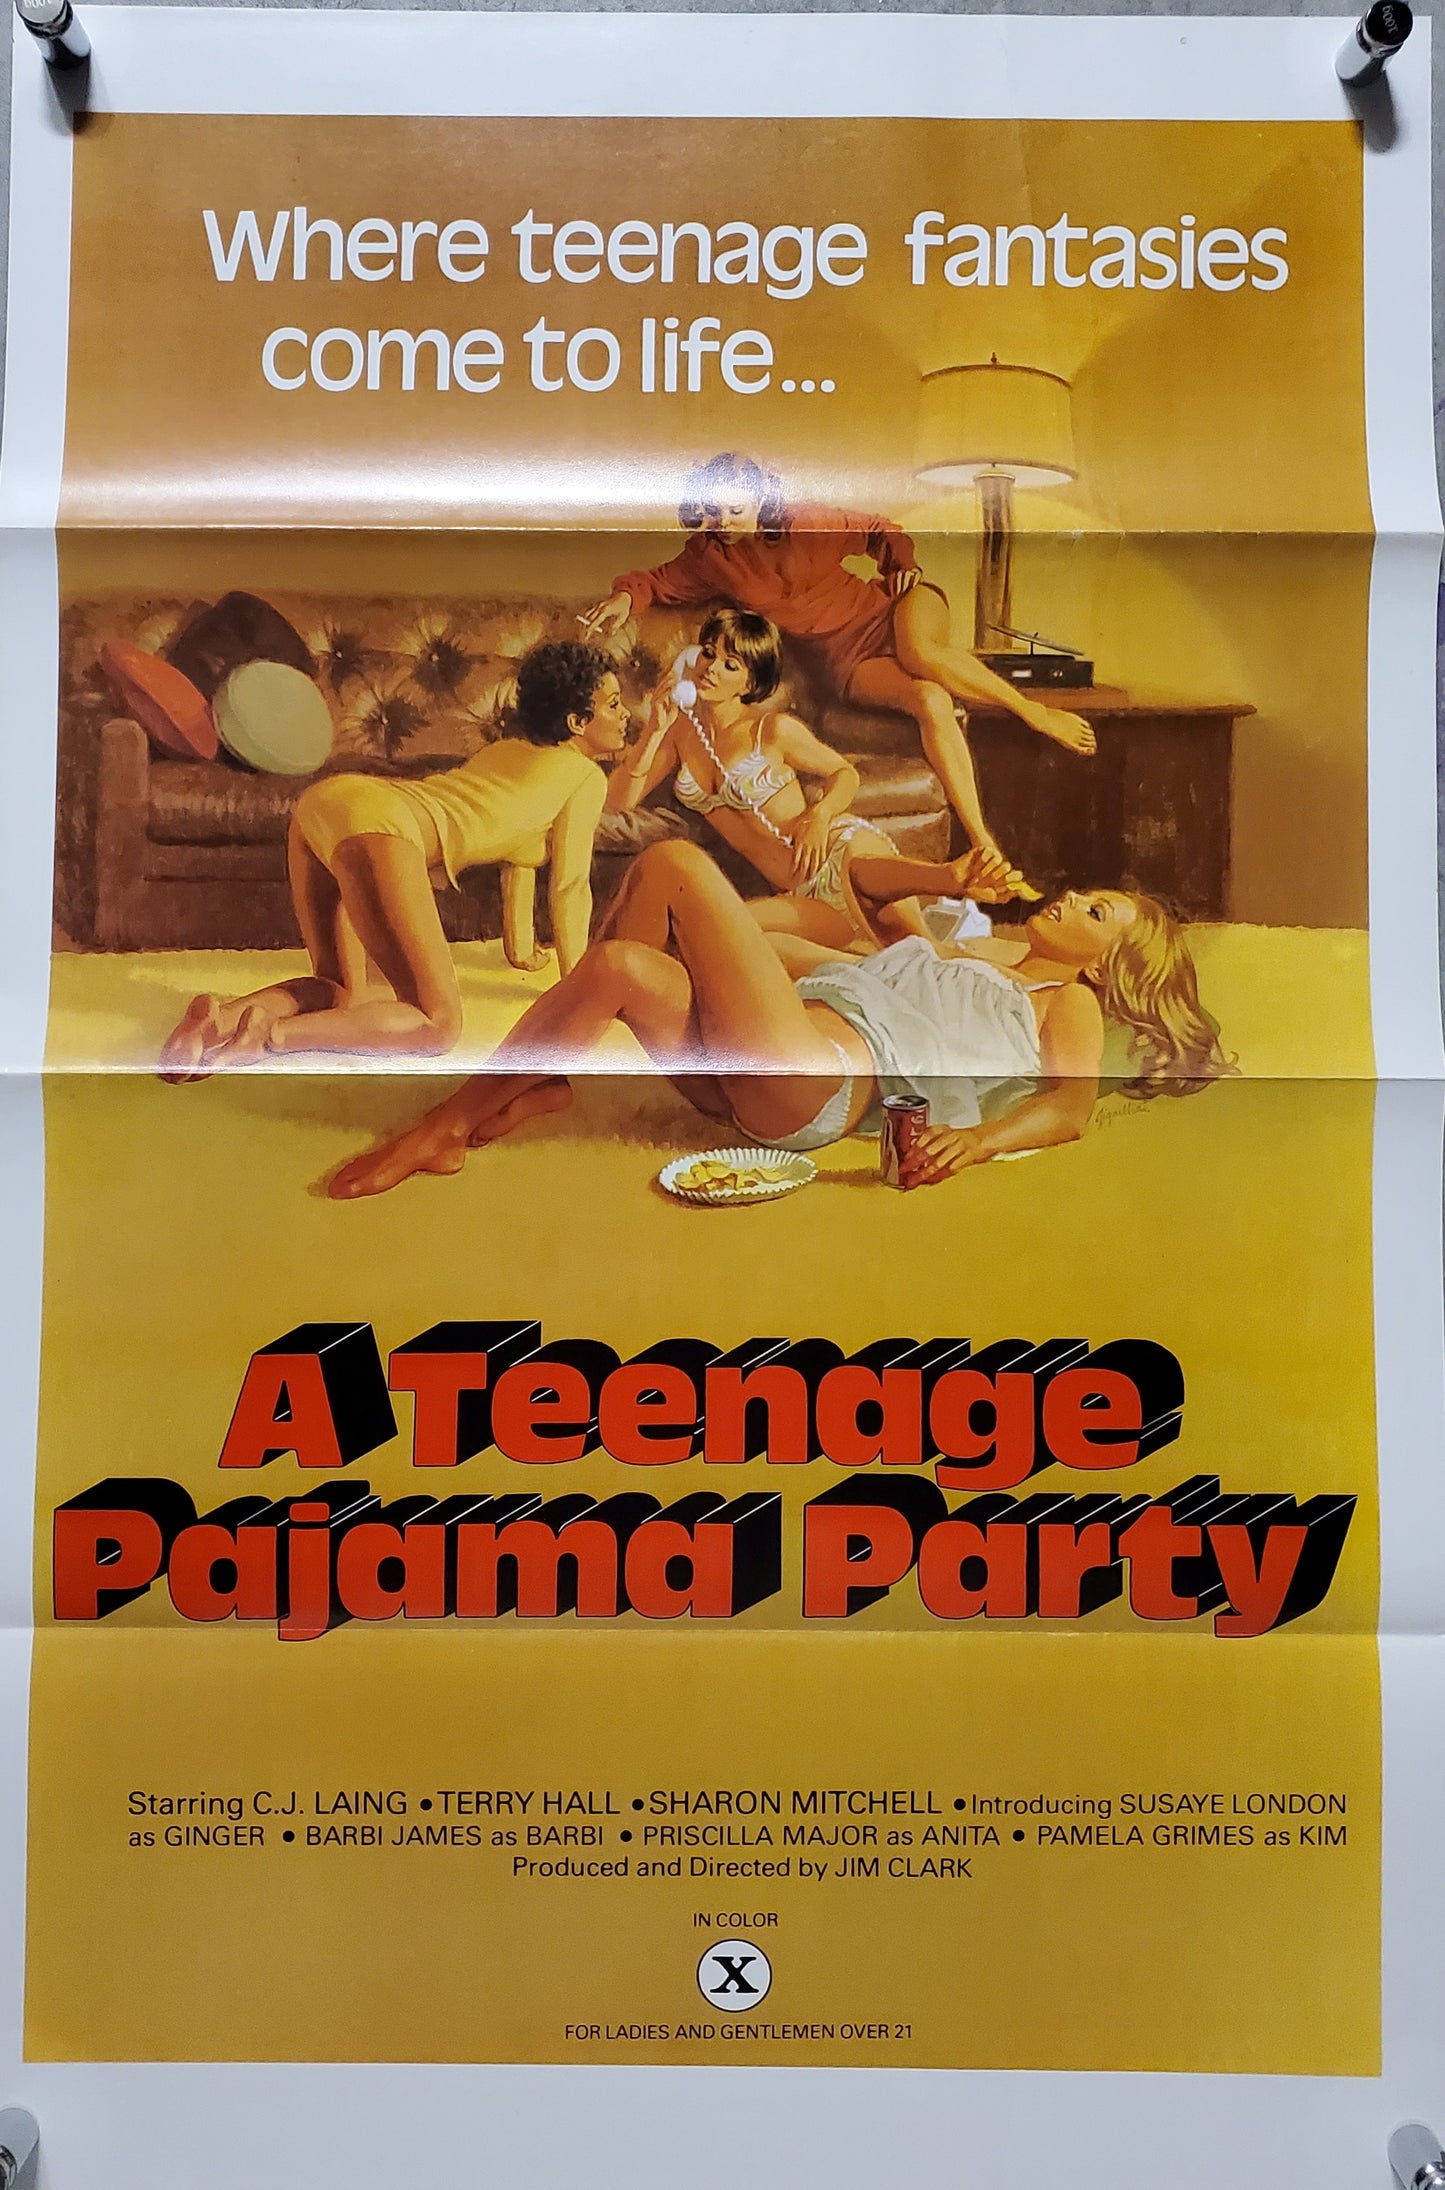 Where teenage fantasies
come to life...
A Teenage
Pajama Party
Starring C.J. LAING • TERRY HALL • SHARON MITCHELL • Introducing SUSAYE LONDON
as GINGER • BARBI JAMES as BARBI • PRISCILLA MAJOR as ANITA • PAMELA GRIMES as KIM
Produced and Directed by JIM CLARK
IN COLOR
X
FOR LADIES AND GENTLEMEN OVER 21